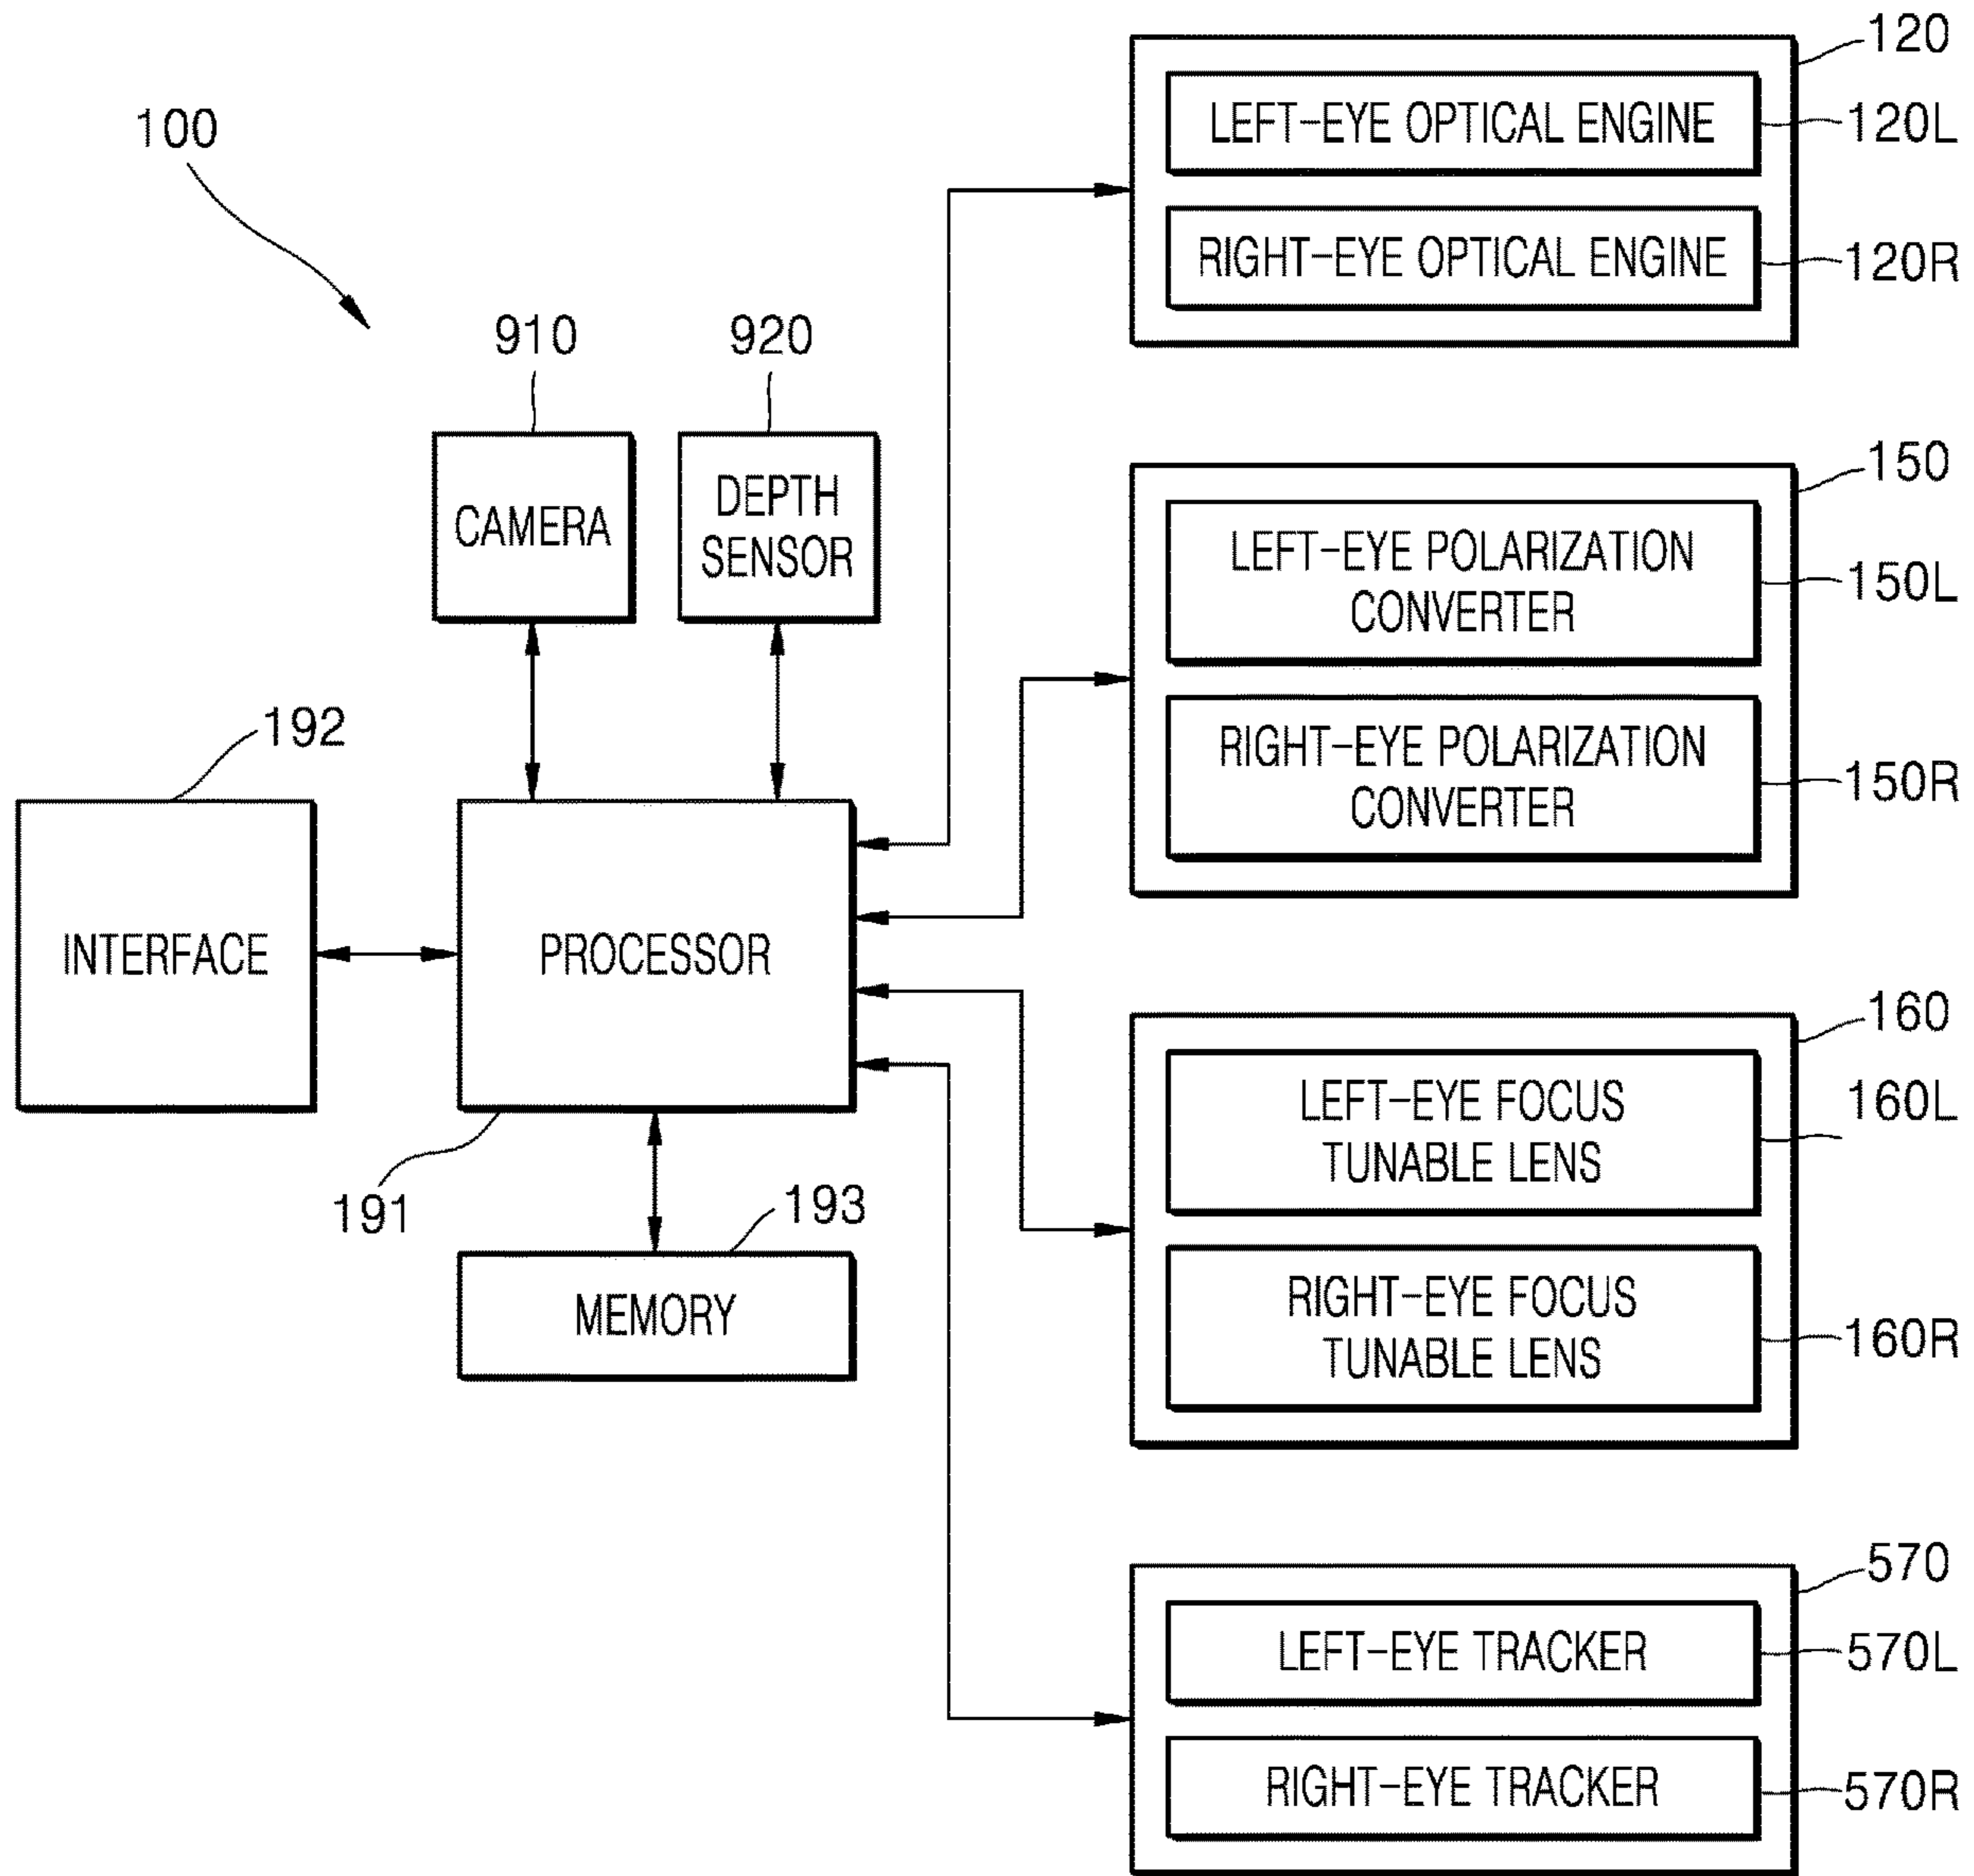 100
910
920
CAMERA
DEPTH
SENSOR
192
INTERFACE
PROCESSOR
191
193
MEMORY
120
LEFT-EYE OPTICAL ENGINE
120L
RIGHT-EYE OPTICAL ENGINE
120R
150
LEFT-EYE POLARIZATION
CONVERTER
150L
RIGHT-EYE POLARIZATION
CONVERTER
150R
160
LEFT-EYE FOCUS
TUNABLE LENS
160L
RIGHT-EYE FOCUS
TUNABLE LENS
160R
570
LEFT-EYE TRACKER
570L
RIGHT-EYE TRACKER
570R